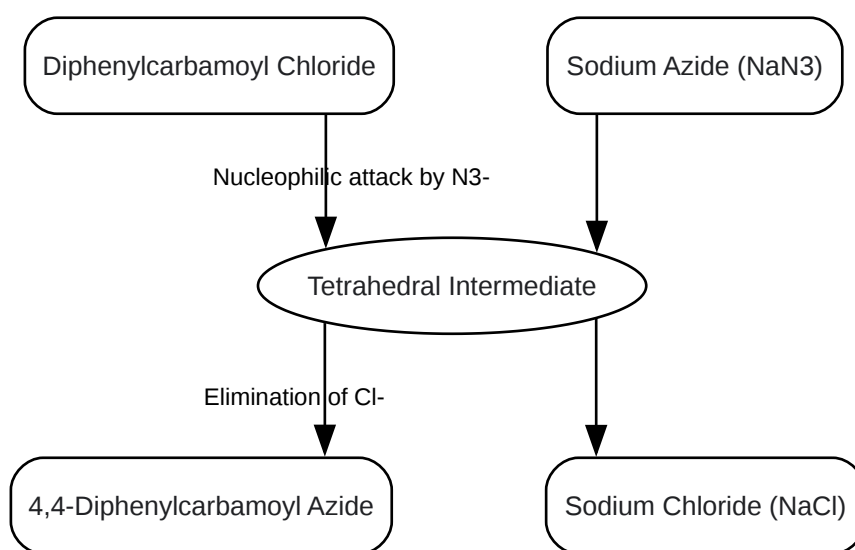 Diphenylcarbamoyl Chloride
Sodium Azide (NaN3)
Nucleophilic attack by N3-
Tetrahedral Intermediate
Elimination of Cl-
4,4-Diphenylcarbamoyl Azide
Sodium Chloride (NaCl)